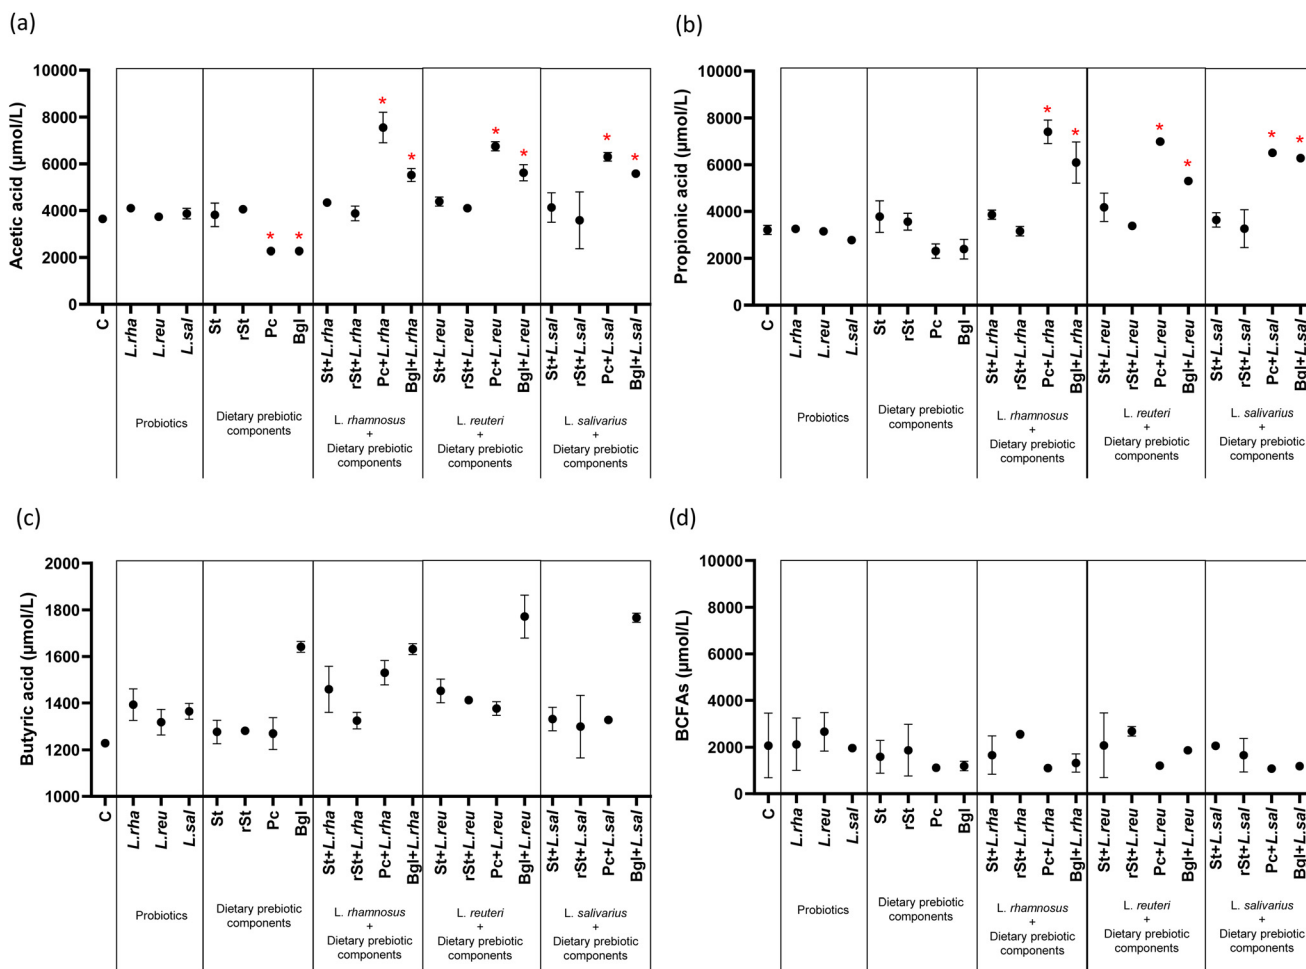 (a)
Acetic acid (µmol/L)
10000
8000
6000
4000
2000
0
*
*
*
*
*
*
*
*
C
L.rha
L.reu
L.sal
St
rSt
Pc
Bgl
St+L.rha
rSt+L.rha
Pc+L.rha
Bgl+L.rha
St+L.reu
rSt+L.reu
Pc+L.reu
Bgl+L.reu
St+L.sal
rSt+L.sal
Pc+L.sal
Bgl+L.sal
Probiotics
Dietary prebiotic
components
L. rhamnosus
+
Dietary prebiotic
components
L. reuteri
+
Dietary prebiotic
components
L. salivarius
+
Dietary prebiotic
components
(b)
Propionic acid (µmol/L)
10000
8000
6000
4000
2000
0
*
*
*
*
*
*
C
L.rha
L.reu
L.sal
St
rSt
Pc
Bgl
St+L.rha
rSt+L.rha
Pc+L.rha
Bgl+L.rha
St+L.reu
rSt+L.reu
Pc+L.reu
Bgl+L.reu
St+L.sal
rSt+L.sal
Pc+L.sal
Bgl+L.sal
Probiotics
Dietary prebiotic
components
L. rhamnosus
+
Dietary prebiotic
components
L. reuteri
+
Dietary prebiotic
components
L. salivarius
+
Dietary prebiotic
components
(c)
Butyric acid (µmol/L)
2000
1800
1600
1400
1200
1000
C
L.rha
L.reu
L.sal
St
rSt
Pc
Bgl
St+L.rha
rSt+L.rha
Pc+L.rha
Bgl+L.rha
St+L.reu
rSt+L.reu
Pc+L.reu
Bgl+L.reu
St+L.sal
rSt+L.sal
Pc+L.sal
Bgl+L.sal
Probiotics
Dietary prebiotic
components
L. rhamnosus
+
Dietary prebiotic
components
L. reuteri
+
Dietary prebiotic
components
L. salivarius
+
Dietary prebiotic
components
(d)
BCFAs (µmol/L)
10000
8000
6000
4000
2000
0
C
L.rha
L.reu
L.sal
St
rSt
Pc
Bgl
St+L.rha
rSt+L.rha
Pc+L.rha
Bgl+L.rha
St+L.reu
rSt+L.reu
Pc+L.reu
Bgl+L.reu
St+L.sal
rSt+L.sal
Pc+L.sal
Bgl+L.sal
Probiotics
Dietary prebiotic
components
L. rhamnosus
+
Dietary prebiotic
components
L. reuteri
+
Dietary prebiotic
components
L. salivarius
+
Dietary prebiotic
components